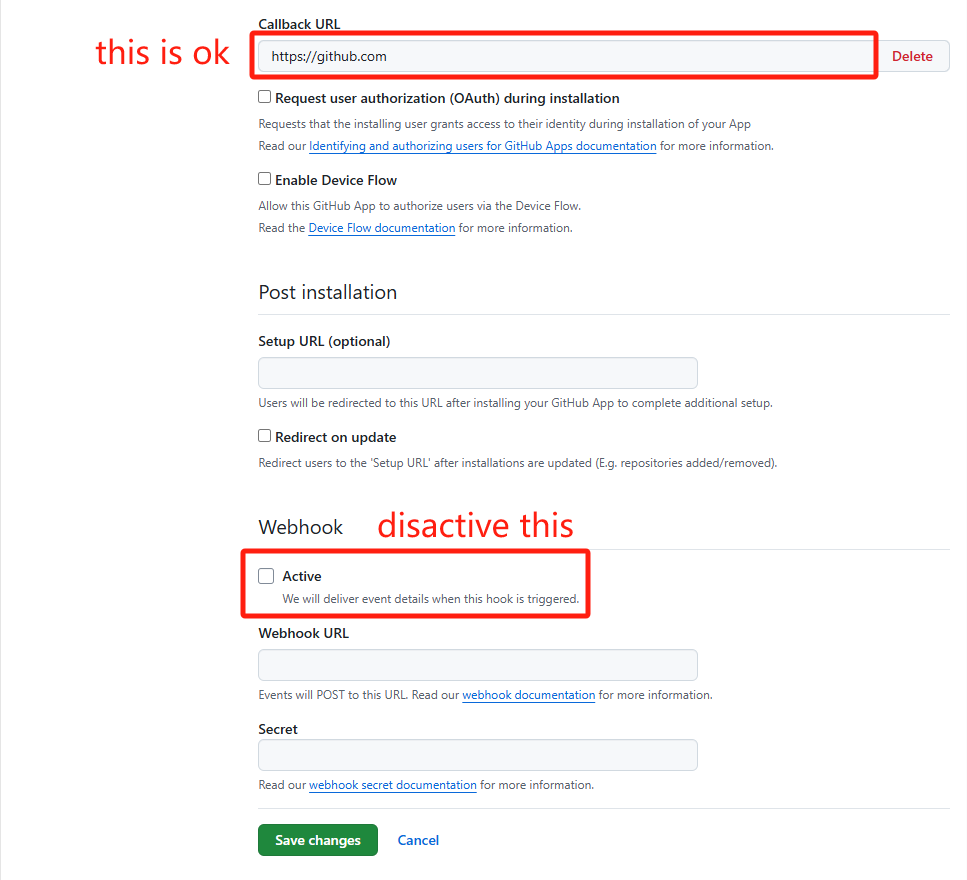 Callback URL
this is ok
https://github.com
Delete
Request user authorization (OAuth) during installation
Requests that the installing user grants access to their identity during installation of your App
Read our Identifying and authorizing users for GitHub Apps documentation for more information.
Enable Device Flow
Allow this GitHub App to authorize users via the Device Flow.
Read the Device Flow documentation for more information.
Post installation
Setup URL (optional)
Users will be redirected to this URL after installing your GitHub App to complete additional setup.
Redirect on update
Redirect users to the 'Setup URL' after installations are updated (E.g. repositories added/removed).
Webhook
disactive this
Active
We will deliver event details when this hook is triggered.
Webhook URL
Events will POST to this URL. Read our webhook documentation for more information.
Secret
Read our webhook secret documentation for more information.
Save changes
Cancel